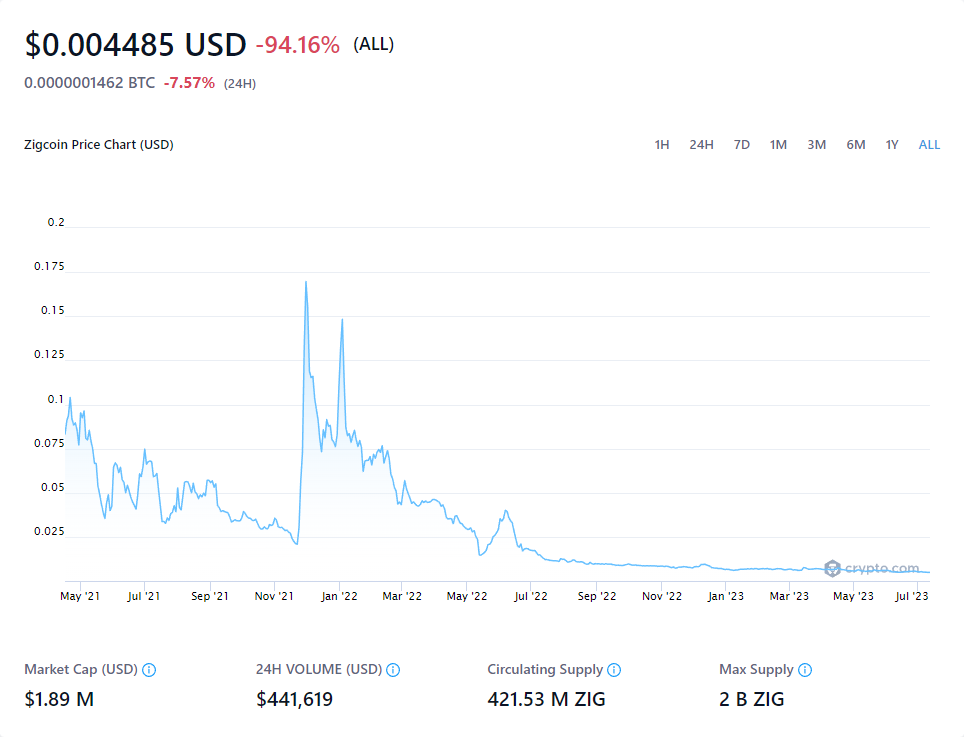 $0.004485 USD -94.16% (ALL)
0.0000001462 BTC -7.57% (24H)
Zigcoin Price Chart (USD) 1H 24H 7D 1M 3M 6M 1Y ALL
0.2
0.175
0.15
0.125
0.1
0.075
0.05
0.025
crypto.com
May '21 Jul '21 Sep '21 Nov '21 Jan '22 Mar '22 May '22 Jul '22 Sep '22 Nov '22 Jan '23 Mar '23 May '23 Jul '23
Market Cap (USD) 24H VOLUME (USD) Circulating Supply Max Supply
$1.89 M $441,619 421.53 M ZIG 2 B ZIG